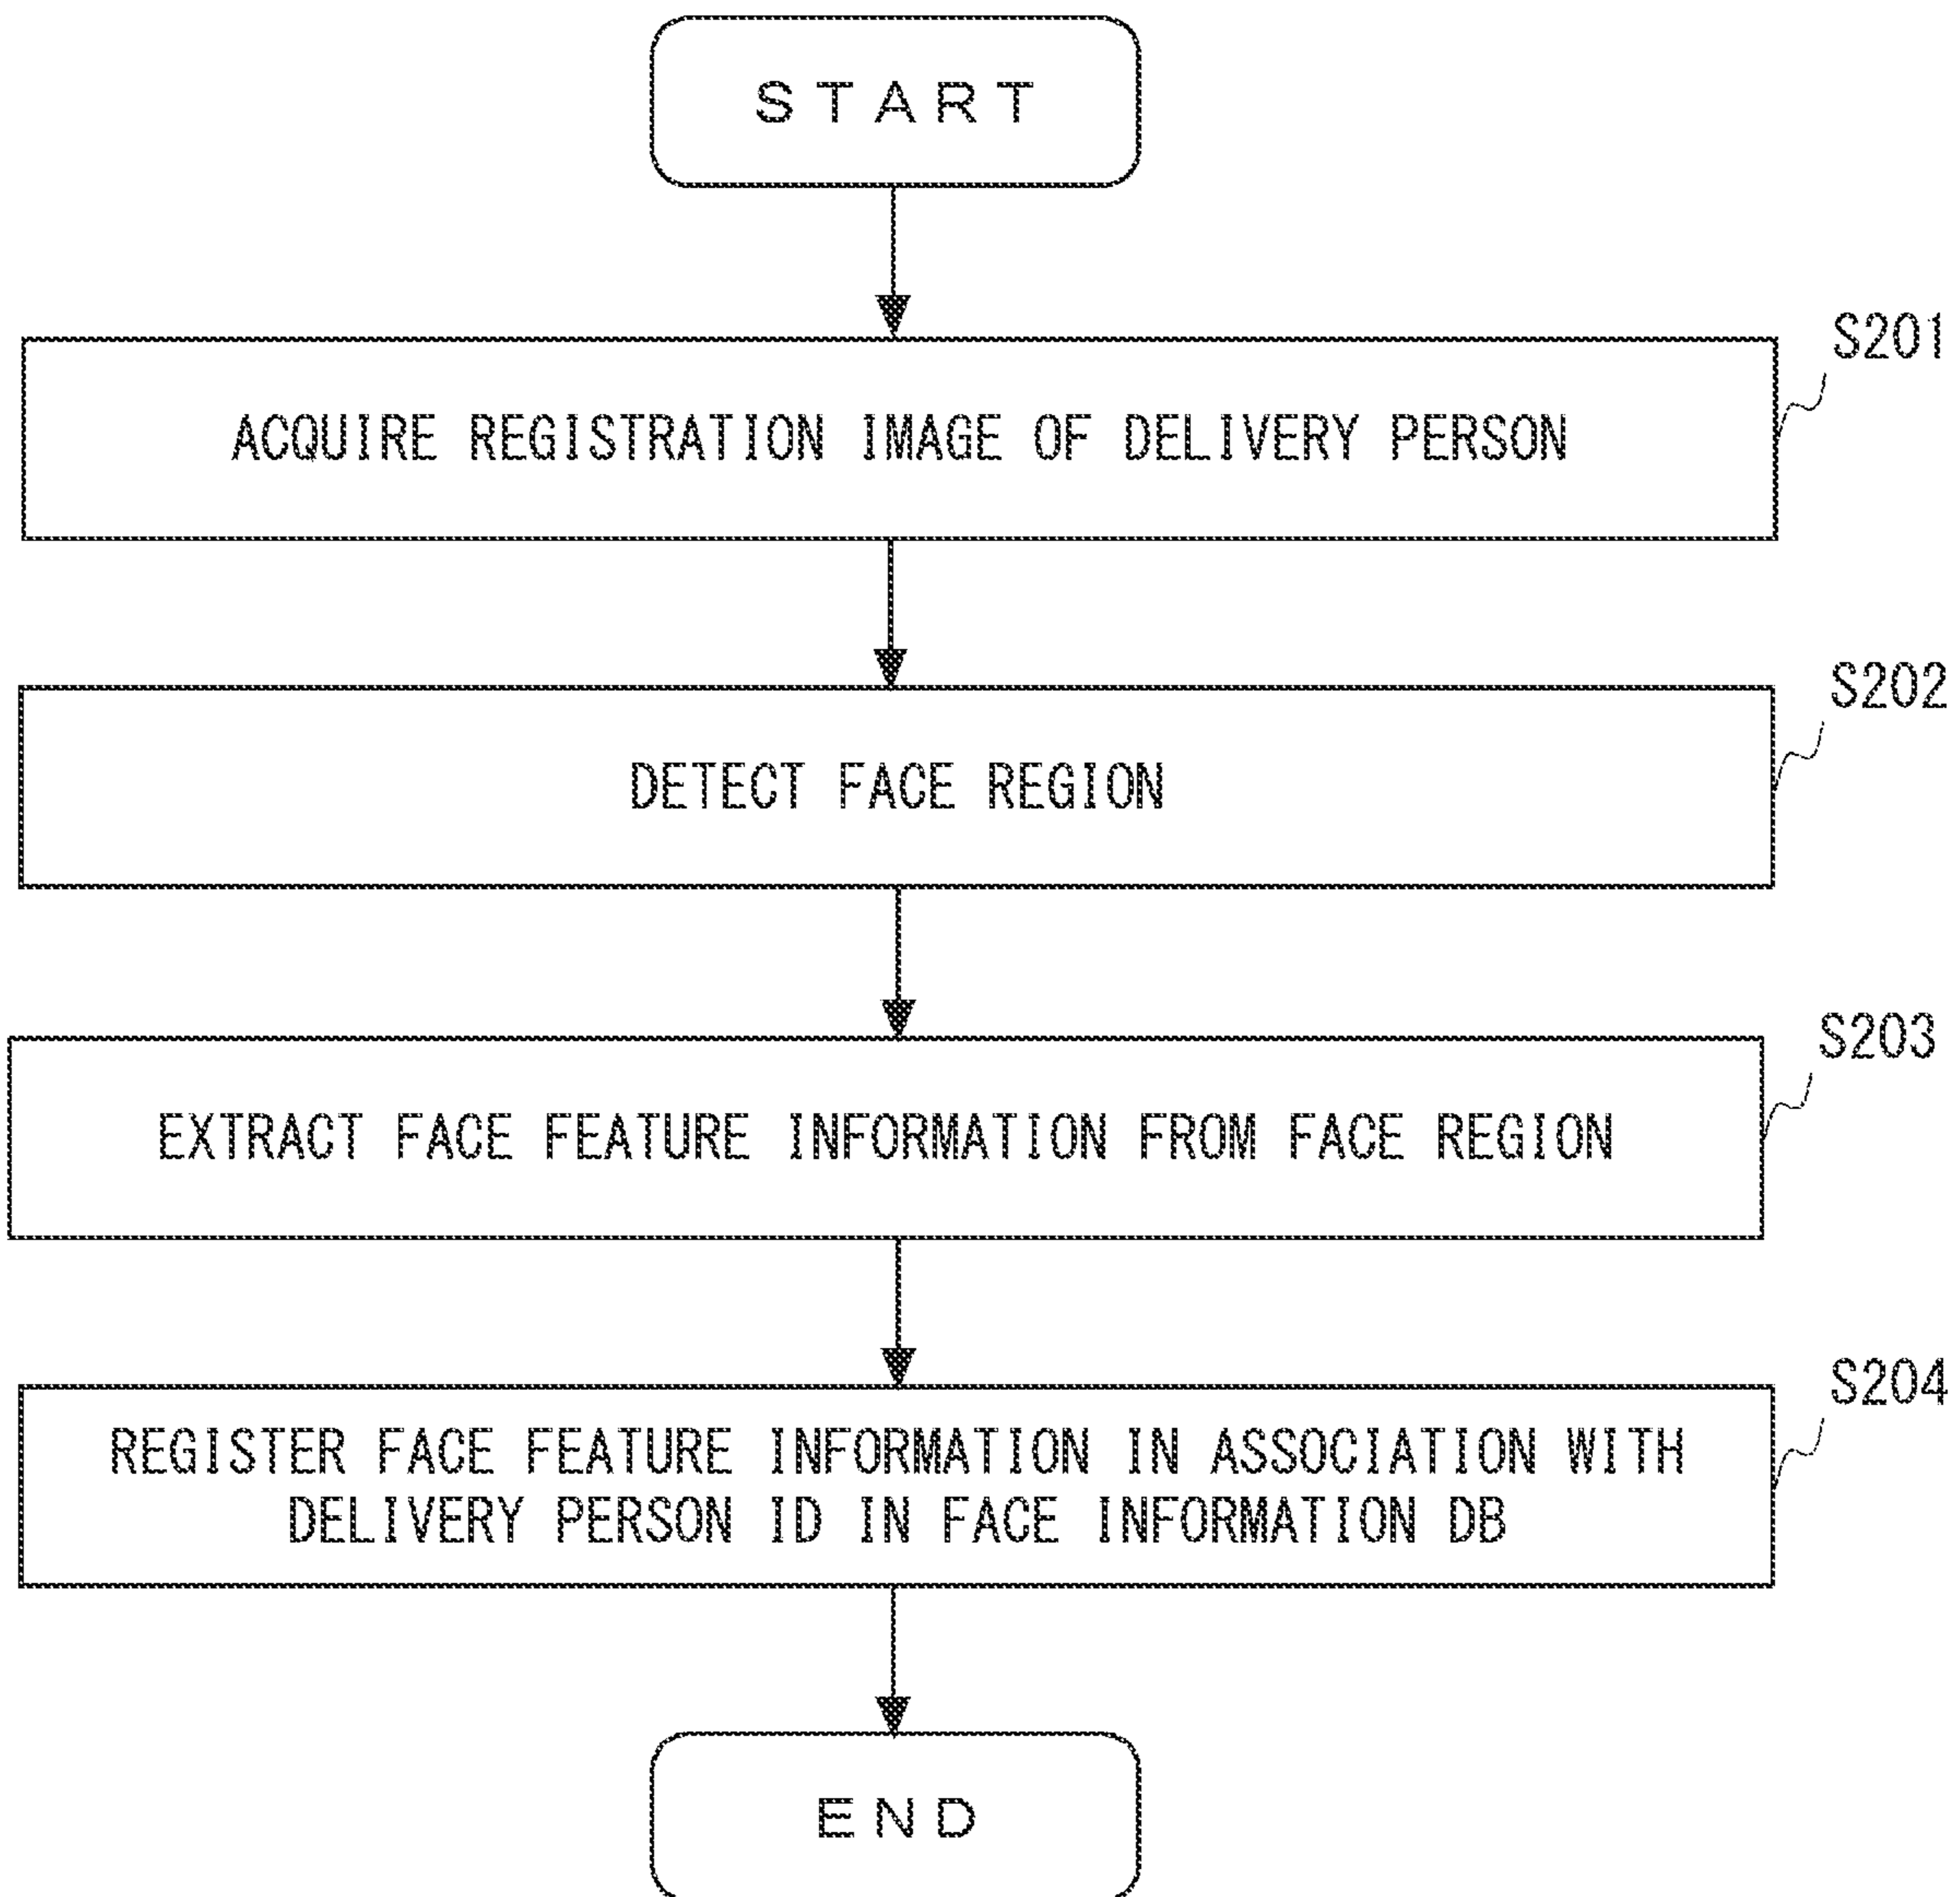 START
S201
ACQUIRE REGISTRATION IMAGE OF DELIVERY PERSON
S202
DETECT FACE REGION
S203
EXTRACT FACE FEATURE INFORMATION FROM FACE REGION
S204
REGISTER FACE FEATURE INFORMATION IN ASSOCIATION WITH
DELIVERY PERSON ID IN FACE INFORMATION DB
END